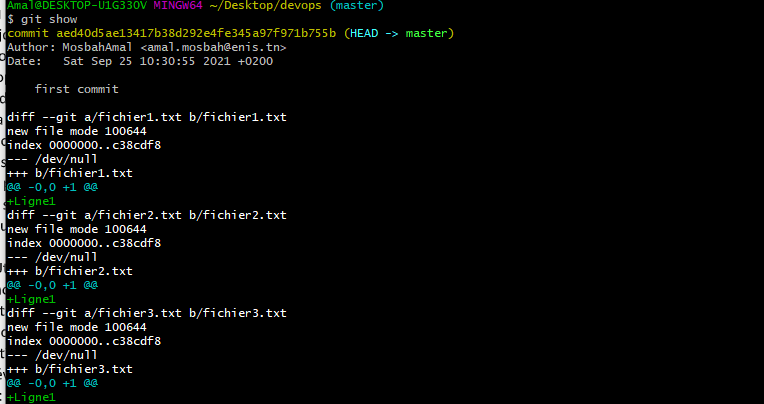 Amal@DESKTOP-U1G33OV MINGW64 ~/Desktop/devops (master)
$ git show
commit aed40d5ae13417b38d292e4fe345a97f971b755b (HEAD -> master)
Author: MosbahAmal <amal.mosbah@enis.tn>
Date:   Sat Sep 25 10:30:55 2021 +0200
    first commit
diff --git a/fichier1.txt b/fichier1.txt
new file mode 100644
index 0000000..c38cdf8
--- /dev/null
+++ b/fichier1.txt
@@ -0,0 +1 @@
+Ligne1
diff --git a/fichier2.txt b/fichier2.txt
new file mode 100644
index 0000000..c38cdf8
--- /dev/null
+++ b/fichier2.txt
@@ -0,0 +1 @@
+Ligne1
diff --git a/fichier3.txt b/fichier3.txt
new file mode 100644
index 0000000..c38cdf8
--- /dev/null
+++ b/fichier3.txt
@@ -0,0 +1 @@
+Ligne1